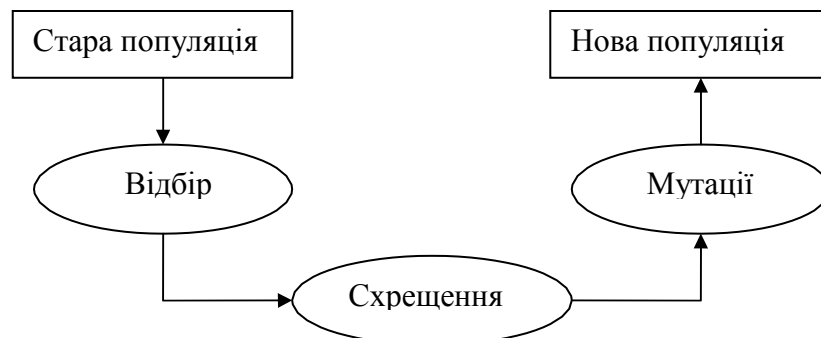 Стара популяція
Нова популяція
Відбір
Мутації
Схрещення